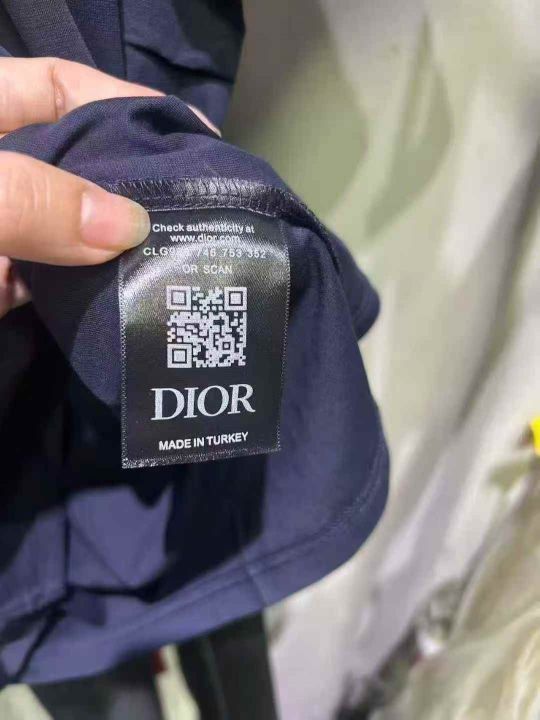 Check authenticity at
www.dior.com
746 753 352
OR SCAN
DIOR
MADE IN TURKEY